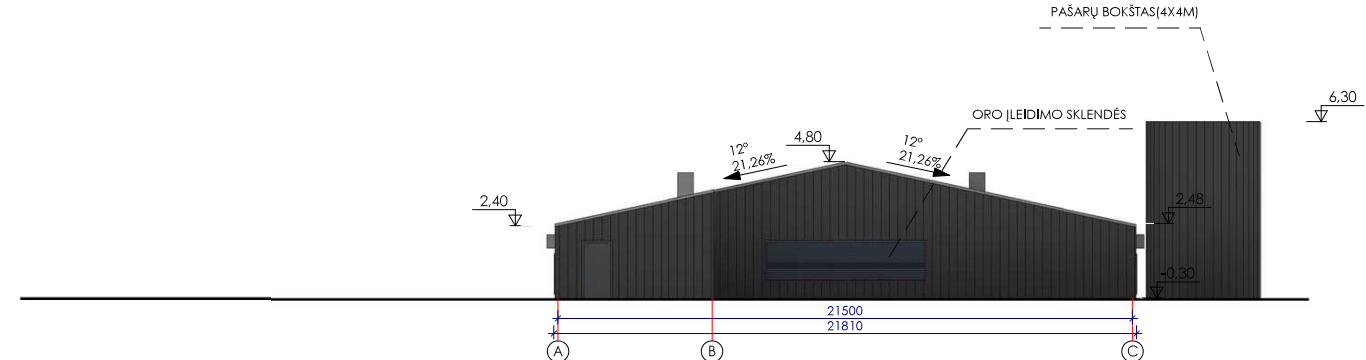 PAŠARŲ BOKŠTAS(4X4M)
6,30
ORO ĮLEIDIMO SKLENDĖS
4,80
12°
21,26%
12°
21,26%
2,40
2,48
-0,30
21500
21810
A
B
C